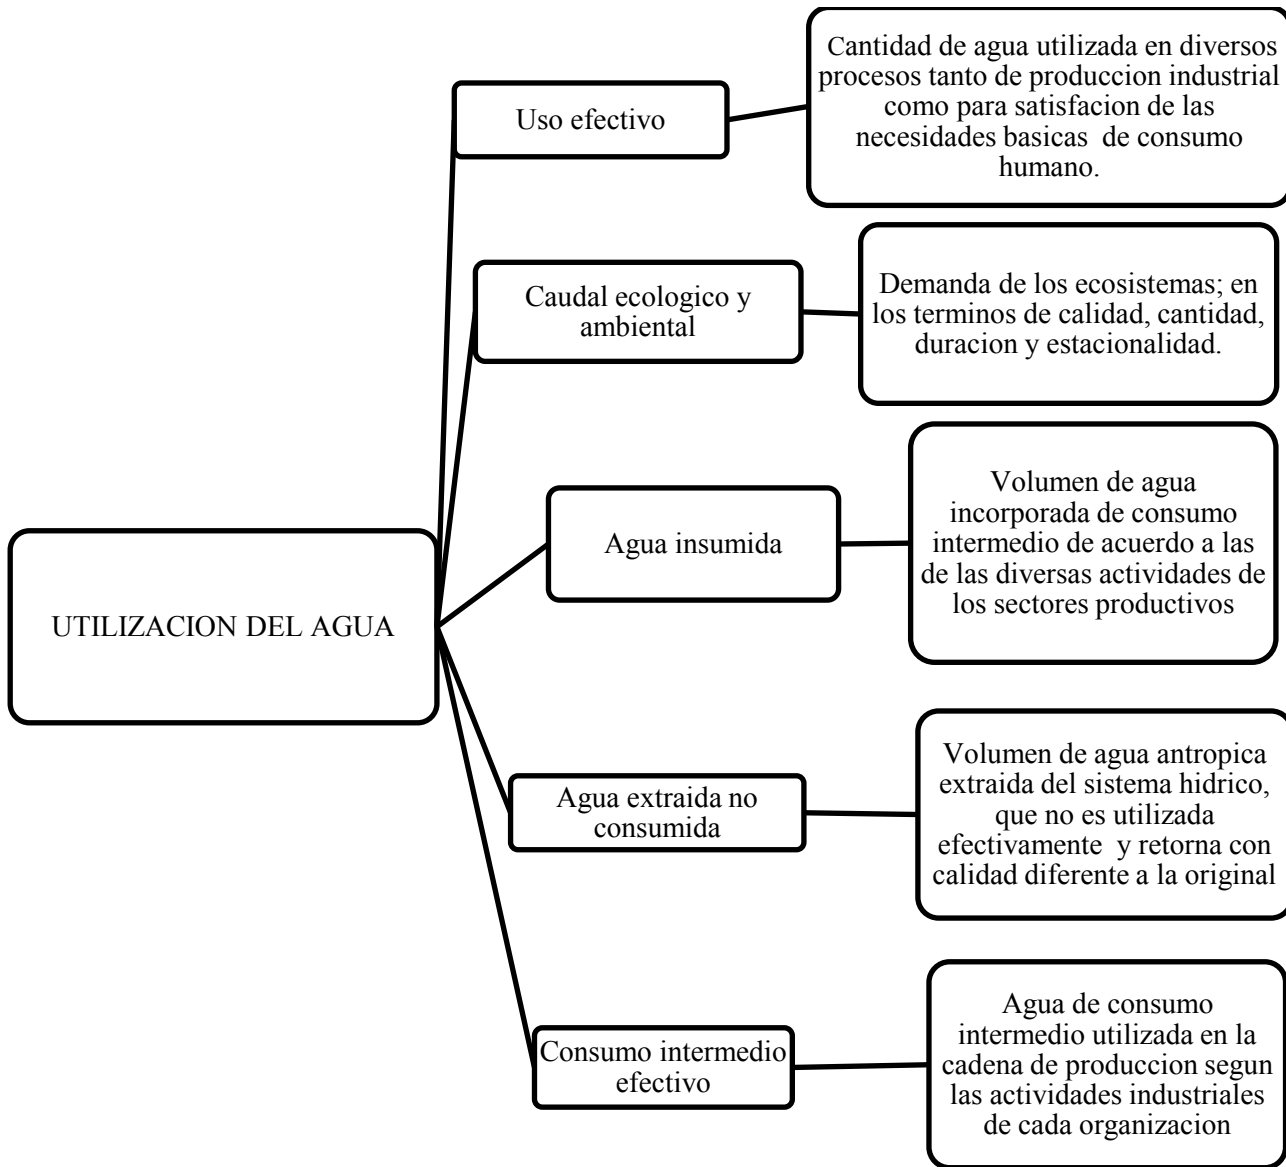 Uso efectivo
Cantidad de agua utilizada en diversos
procesos tanto de produccion industrial
como para satisfacion de las
necesidades basicas  de consumo
humano.
Caudal ecologico y
ambiental
Demanda de los ecosistemas; en
los terminos de calidad, cantidad,
duracion y estacionalidad.
UTILIZACION DEL AGUA
Agua insumida
Volumen de agua
incorporada de consumo
intermedio de acuerdo a las
de las diversas actividades de
los sectores productivos
Agua extraida no
consumida
Volumen de agua antropica
extraida del sistema hídrico,
que no es utilizada
efectivamente  y retorna con
calidad diferente a la original
Consumo intermedio
efectivo
Agua de consumo
intermedio utilizada en la
cadena de produccion segun
las actividades industriales
de cada organizacion